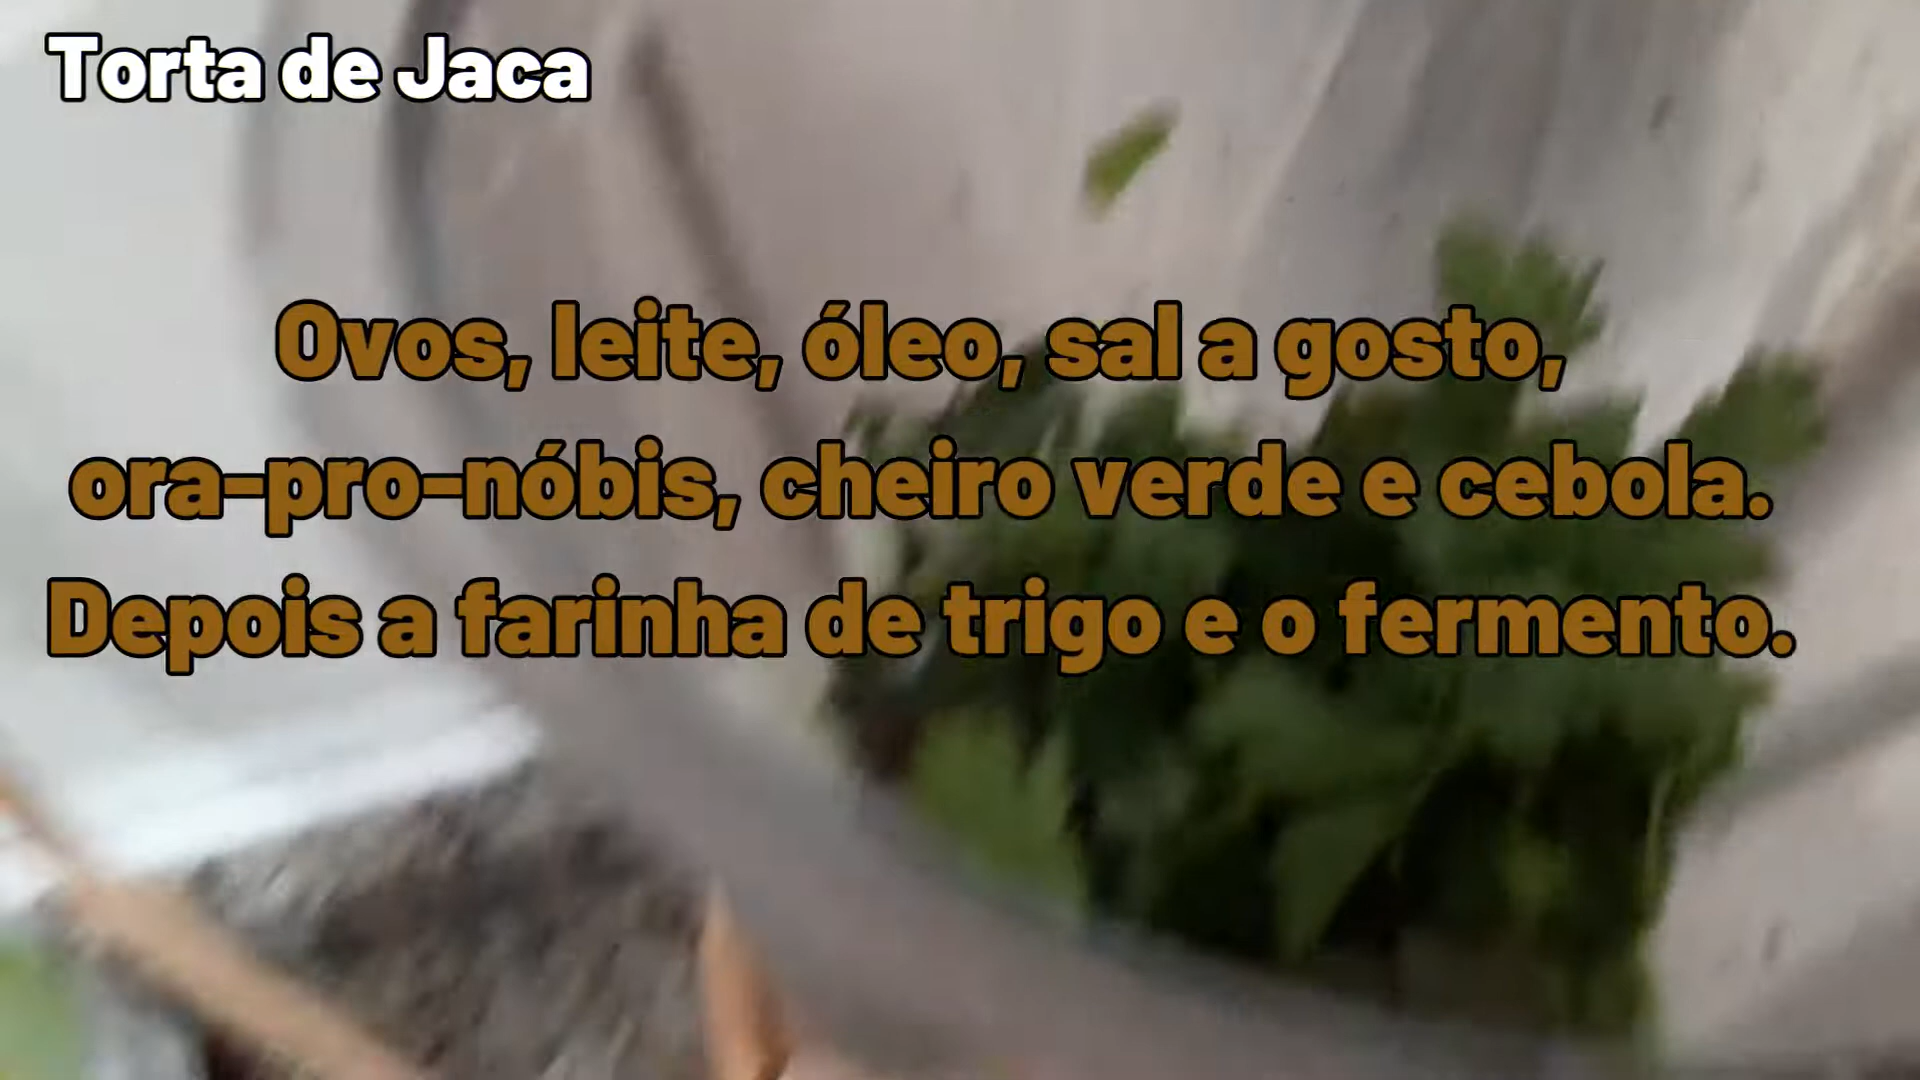 Torta de Jaca
Ovos, leite, óleo, sal a gosto,
ora-pro-nóbis, cheiro verde e cebola.
Depois a farinha de trigo e o fermento.